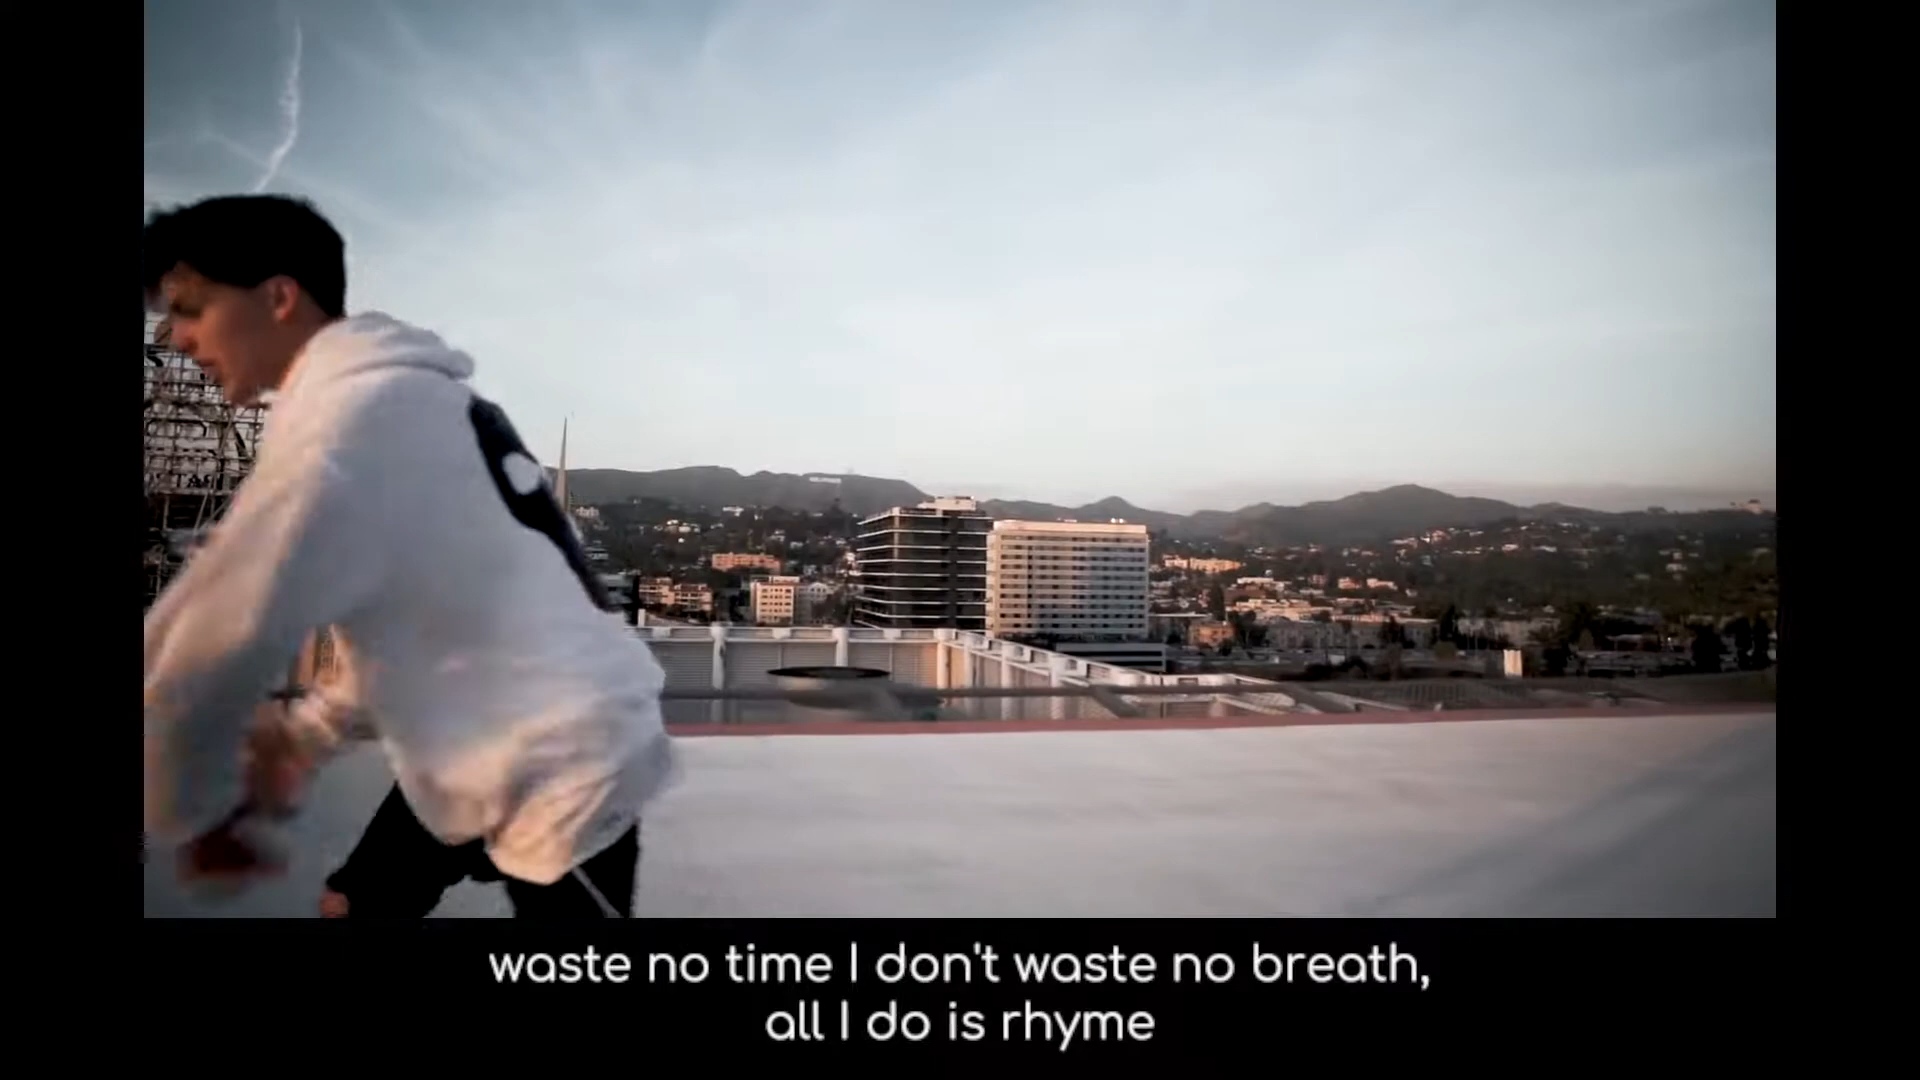 waste no time I don't waste no breath,
all I do is rhyme